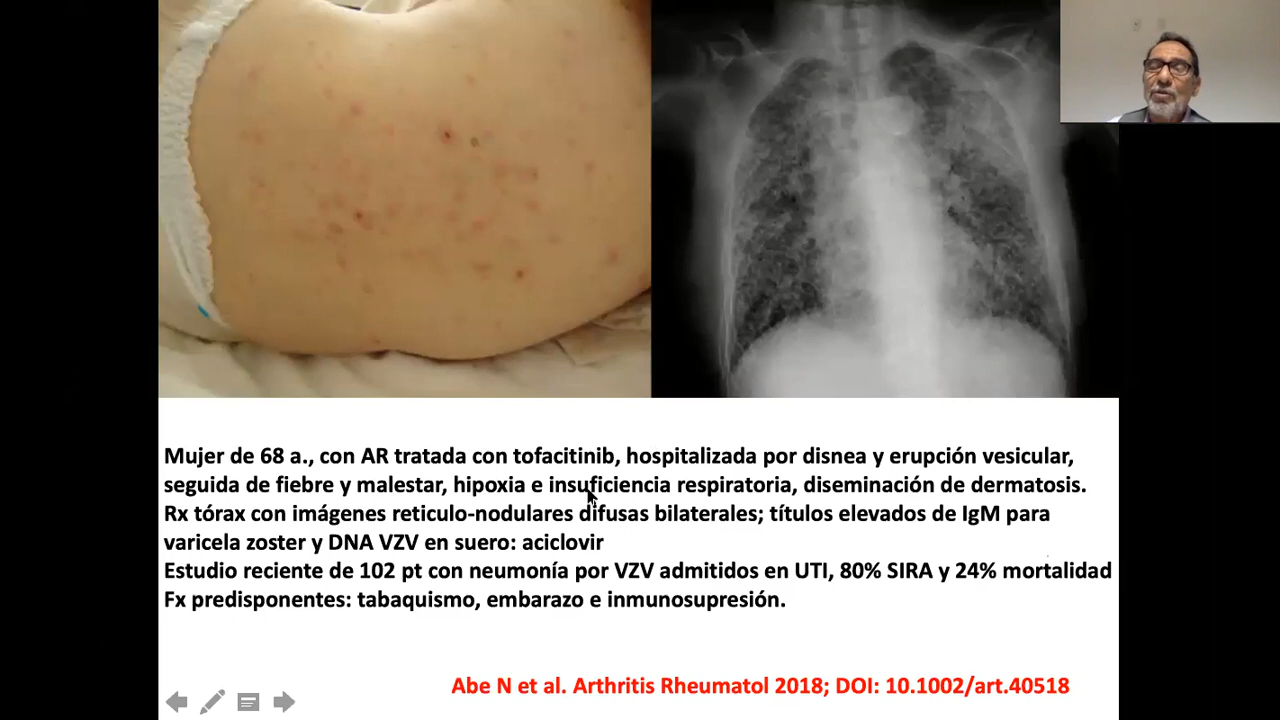 Mujer de 68 a., con AR tratada con tofacitinib, hospitalizada por disnea y erupción vesicular,
seguida de fiebre y malestar, hipoxia e insuficiencia respiratoria, diseminación de dermatosis.
Rx tórax con imágenes reticulo-nodulares difusas bilaterales; títulos elevados de IgM para
varicela zoster y DNA VZV en suero: aciclovir
Estudio reciente de 102 pt con neumonía por VZV admitidos en UTI, 80% SIRA y 24% mortalidad
Fx predisponentes: tabaquismo, embarazo e inmunosupresión.
Abe N et al. Arthritis Rheumatol 2018; DOI: 10.1002/art.40518